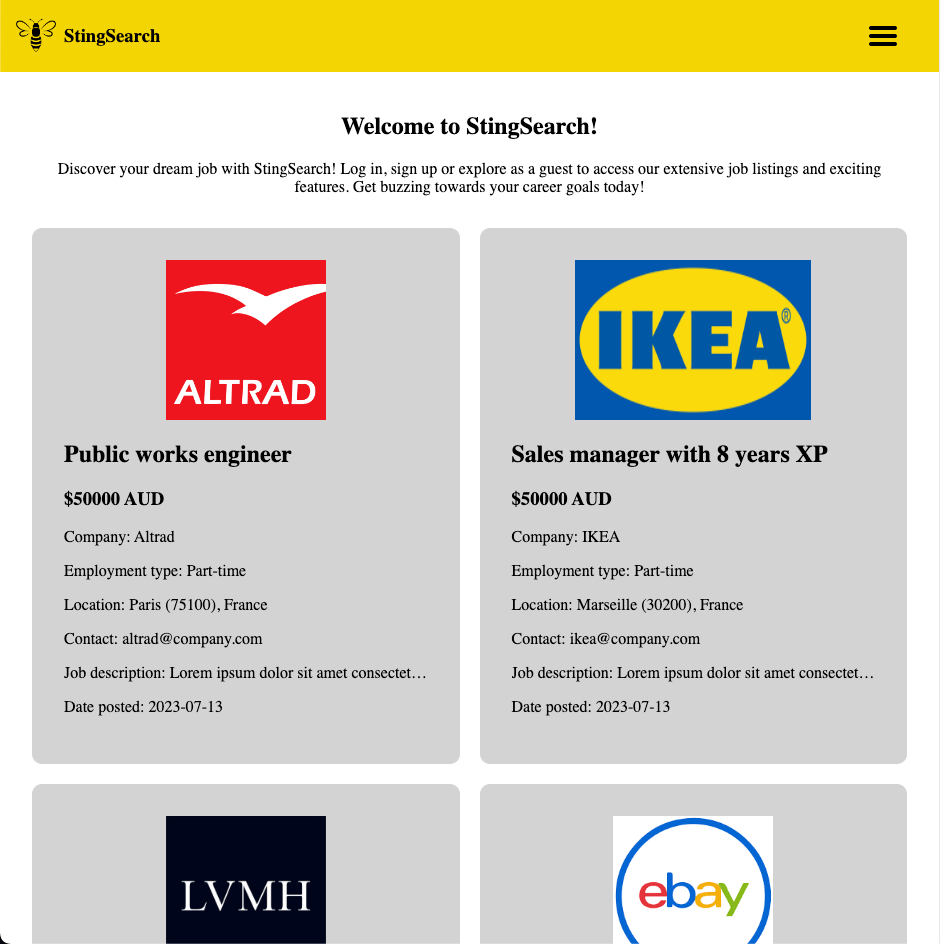 StingSearch
Welcome to StingSearch!
Discover your dream job with StingSearch! Log in, sign up or explore as a guest to access our extensive job listings and exciting
features. Get buzzing towards your career goals today!
ALTRAD
Public works engineer
$50000 AUD
Company: Altrad
Employment type: Part-time
Location: Paris (75100), France
Contact: altrad@company.com
Job description: Lorem ipsum dolor sit amet consectet…
Date posted: 2023-07-13
IKEA®
Sales manager with 8 years XP
$50000 AUD
Company: IKEA
Employment type: Part-time
Location: Marseille (30200), France
Contact: ikea@company.com
Job description: Lorem ipsum dolor sit amet consectet…
Date posted: 2023-07-13
LVMH
ebay